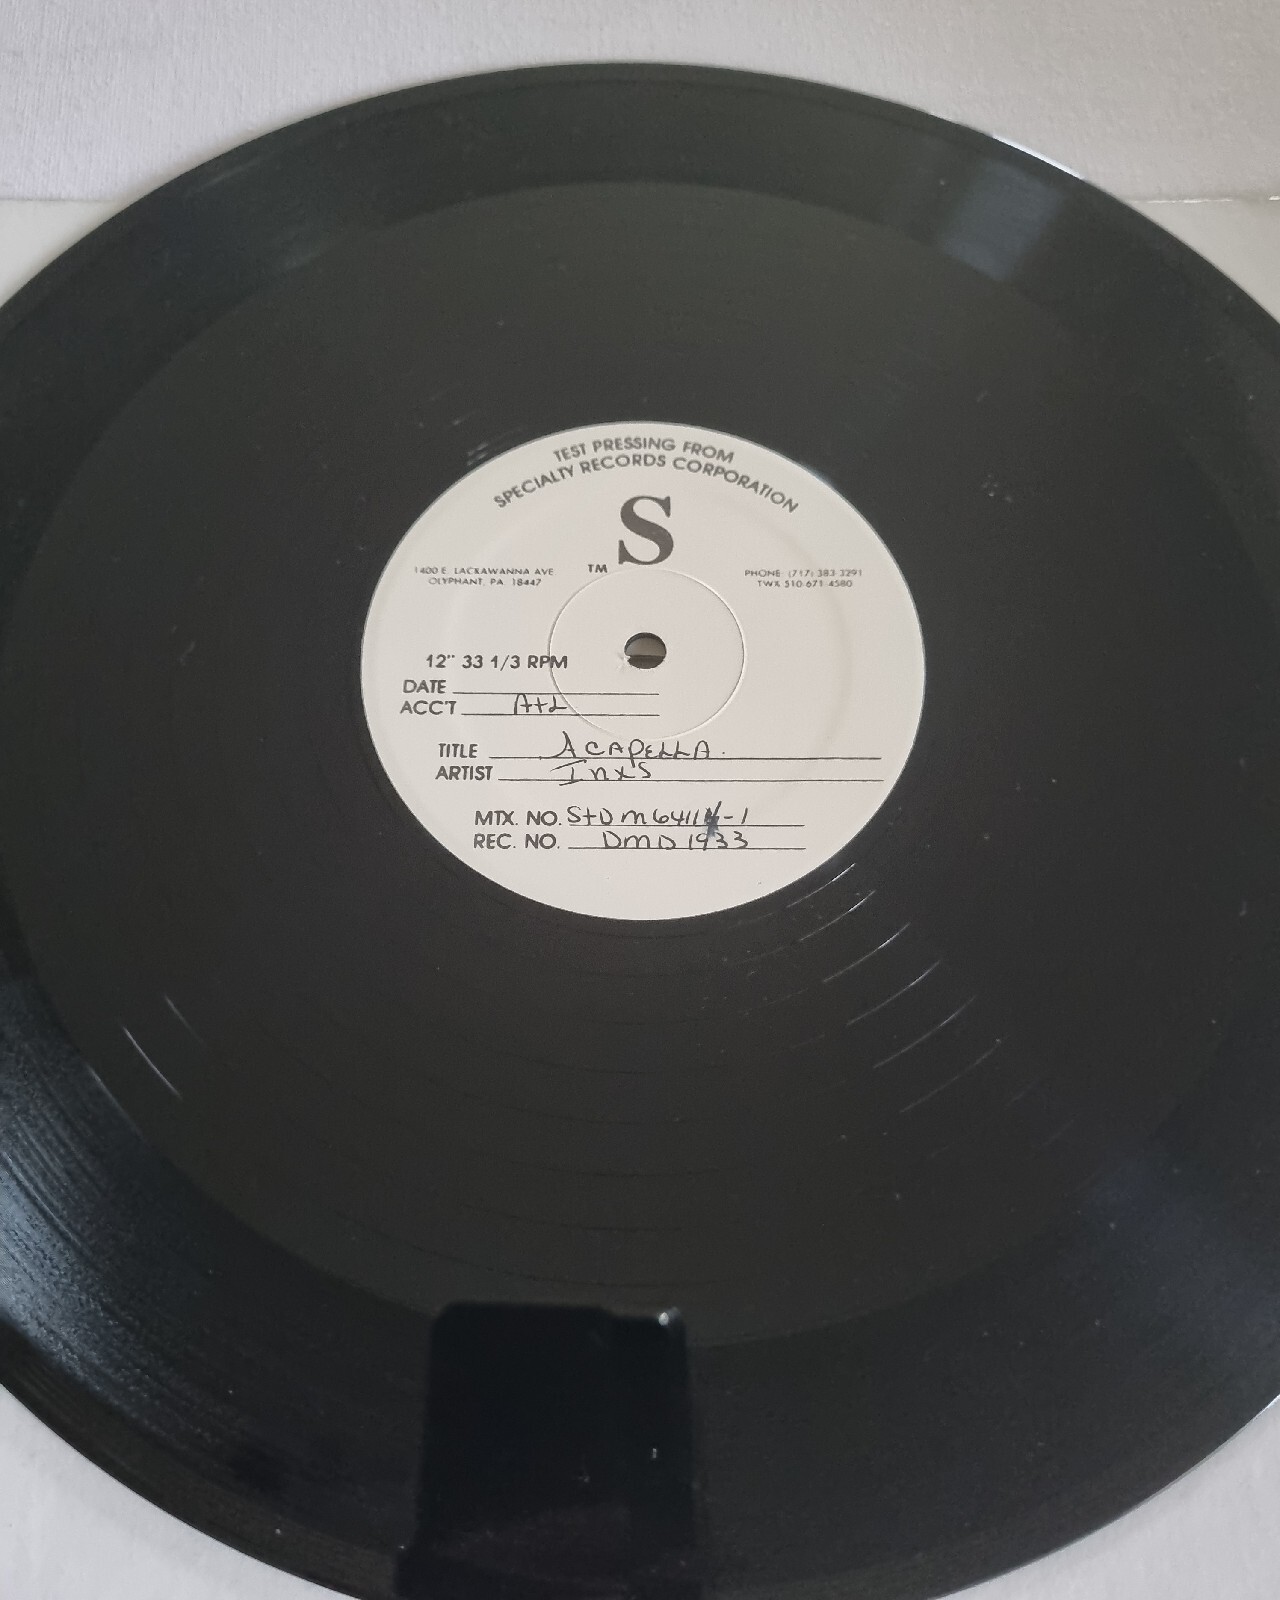 TEST PRESSING FROM
SPECIALTY RECORDS CORPORATION
S
TM
1400 E. LACKAWANNA AVE
OLYPHANT, PA. 18447
PHONE: (717) 383-3291
TWX 510-671-4580
12" 33 1/3 RPM
DATE
ACC'T Atl
TITLE ACAPELLA.
ARTIST Inxs
MTX. NO.
REC. NO. DMD 1933